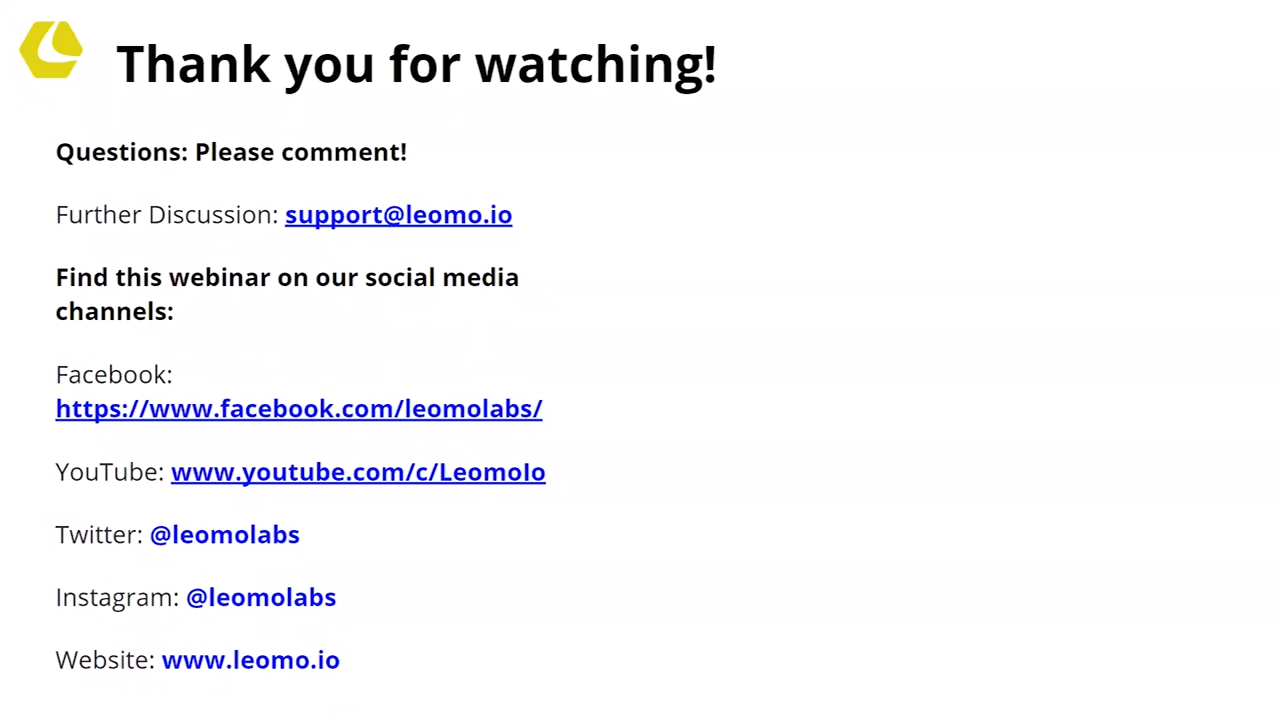 Thank you for watching!
Questions: Please comment!
Further Discussion: support@leomo.io
Find this webinar on our social media
channels:
Facebook:
https://www.facebook.com/leomolabs/
YouTube: www.youtube.com/c/LeomoIo
Twitter: @leomolabs
Instagram: @leomolabs
Website: www.leomo.io